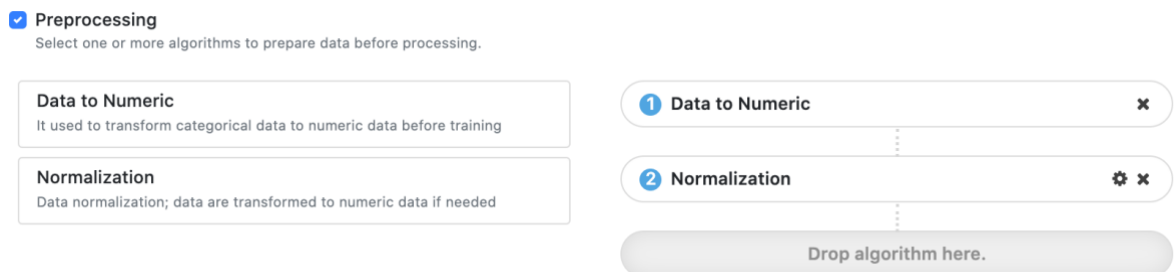 Preprocessing
Select one or more algorithms to prepare data before processing.
Data to Numeric
It used to transform categorical data to numeric data before training
Normalization
Data normalization; data are transformed to numeric data if needed
1 Data to Numeric
2 Normalization
Drop algorithm here.